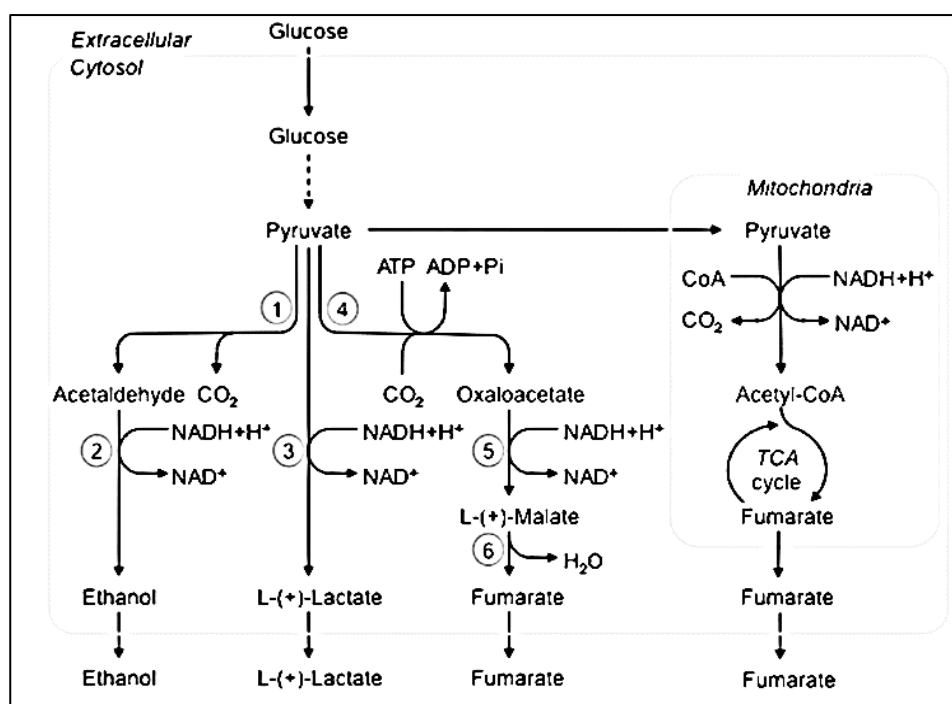 Extracellular
Cytosol
Glucose
Glucose
Pyruvate
Mitochondria
Pyruvate
ATP ADP+Pi
CoA NADH+H⁺
CO₂ NAD⁺
1 4
Acetaldehyde CO₂ CO₂ Oxaloacetate Acetyl-CoA
2 NADH+H⁺ 3 NADH+H⁺ 5 NADH+H⁺
NAD⁺ NAD⁺ NAD⁺
TCA
cycle
L-(+)-Malate Fumarate
6 H₂O
Ethanol L-(+)-Lactate Fumarate Fumarate
Ethanol L-(+)-Lactate Fumarate Fumarate